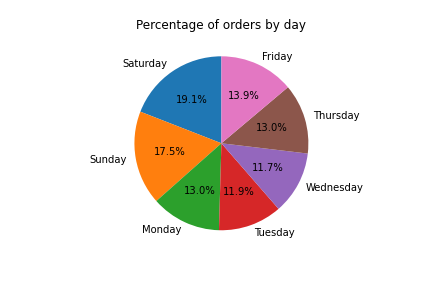 Percentage of orders by day
Friday
Saturday
19.1%
13.9%
Thursday
13.0%
Sunday
17.5%
11.7%
Wednesday
13.0%
11.9%
Monday
Tuesday